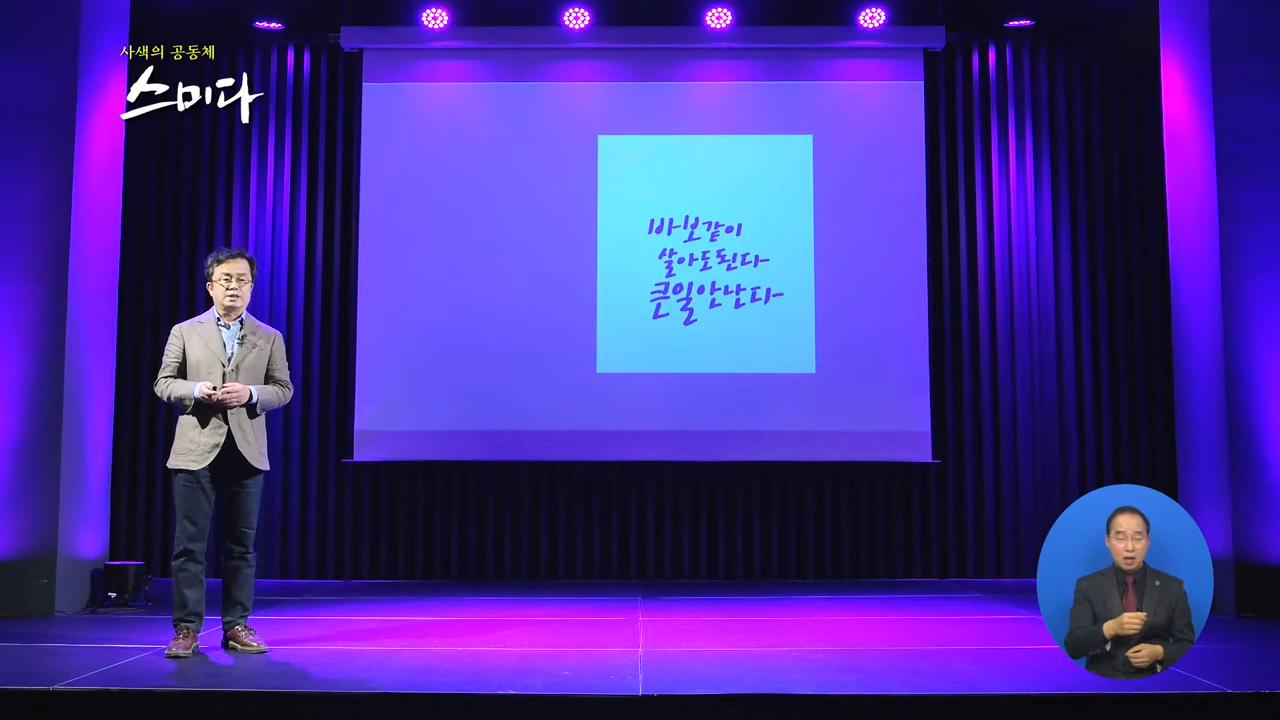 사색의 공동체
스미다
바보같이
살아도된다
큰일안난다